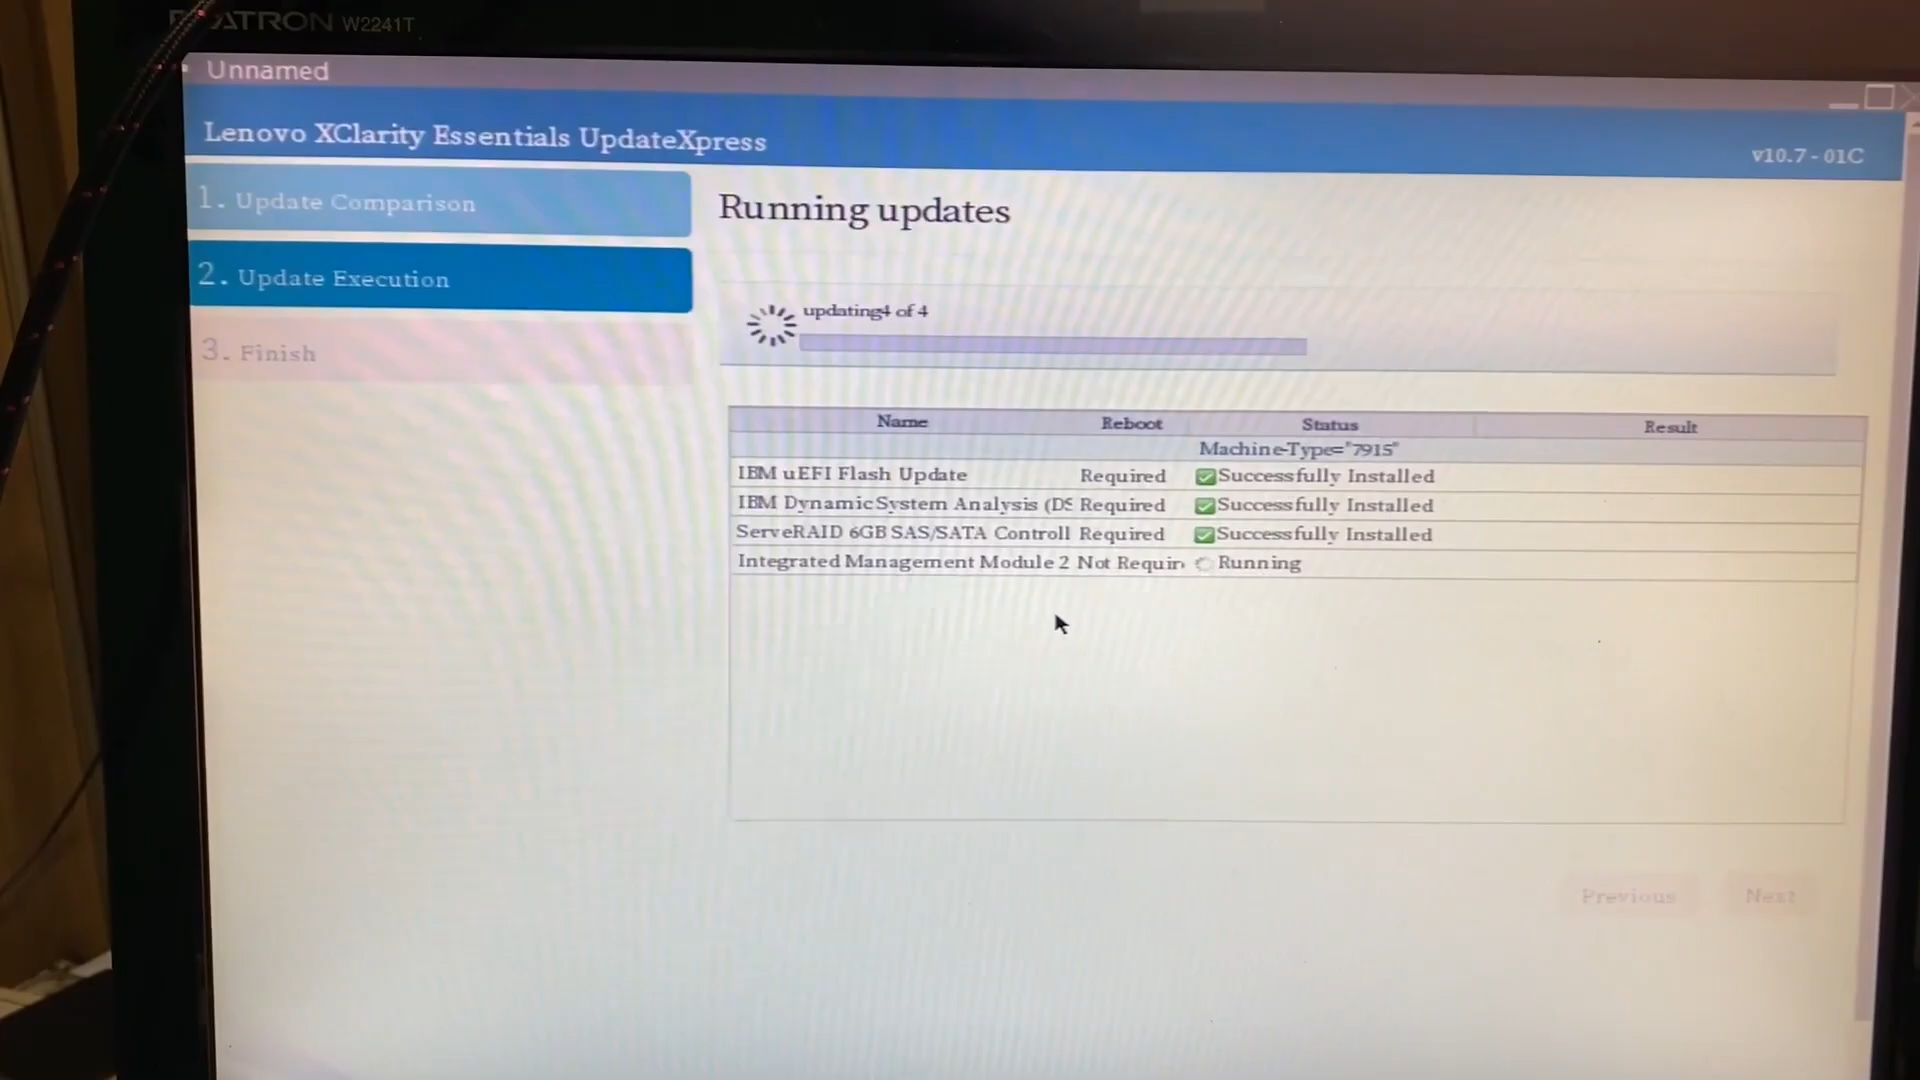 ATRON W2241T
Unnamed
Lenovo XClarity Essentials UpdateXpress
v10.7 - 01C
1. Update Comparison
2. Update Execution
3. Finish
Running updates
updating4 of 4
Name Reboot Status Result
Machine-Type="7915"
IBM uEFI Flash Update Required Successfully Installed
IBM Dynamic System Analysis (DS Required Successfully Installed
ServeRAID 6GB SAS/SATA Controll Required Successfully Installed
Integrated Management Module 2 Not Requir Running
Previous Next